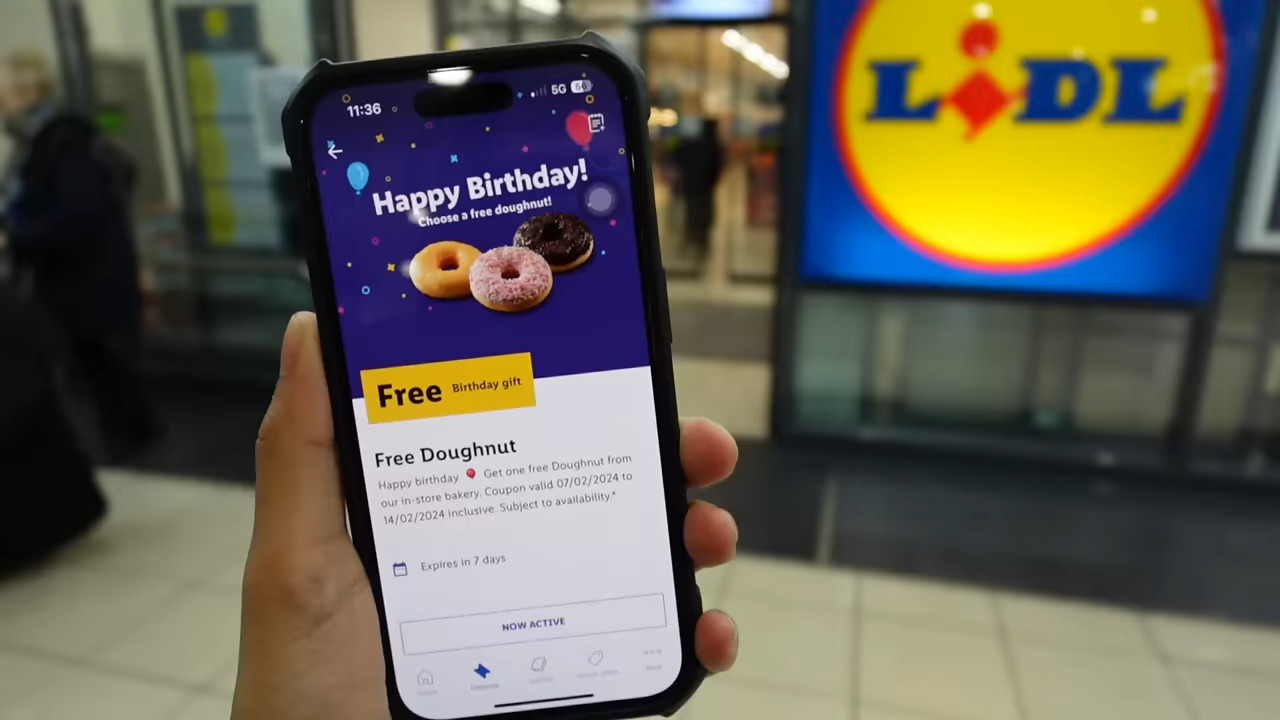 11:36
5G 56
Happy Birthday!
Choose a free doughnut!
Free Birthday gift
Free Doughnut
Happy birthday 🎈 Get one free Doughnut from
our in-store bakery. Coupon valid 07/02/2024 to
14/02/2024 inclusive. Subject to availability.*
Expires in 7 days
NOW ACTIVE
Coupons
LIDL